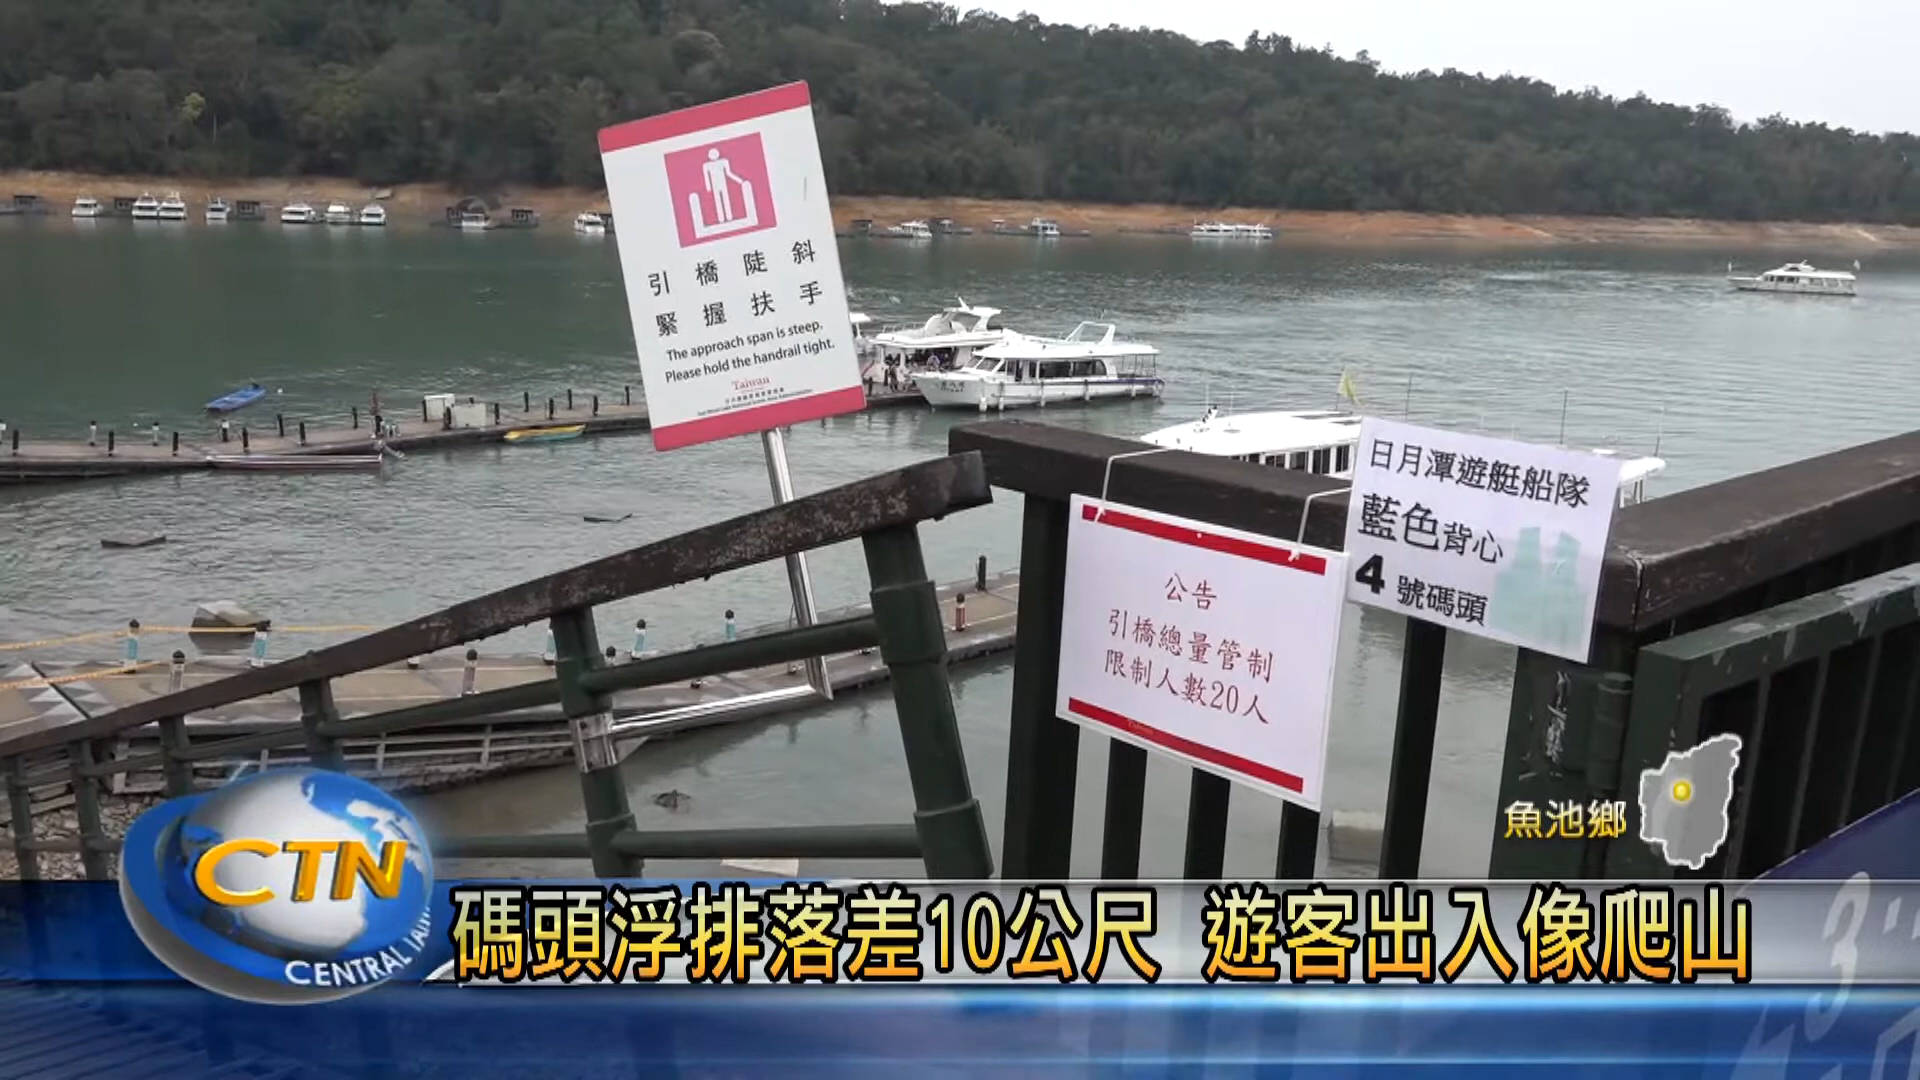 引橋陡斜
緊握扶手
The approach span is steep.
Please hold the handrail tight.
Taiwan
日月潭遊艇船隊
藍色背心
4 號碼頭
公告
引橋總量管制
限制人數20人
魚池鄉
CTN
CENTRAL
碼頭浮排落差10公尺 遊客出入像爬山